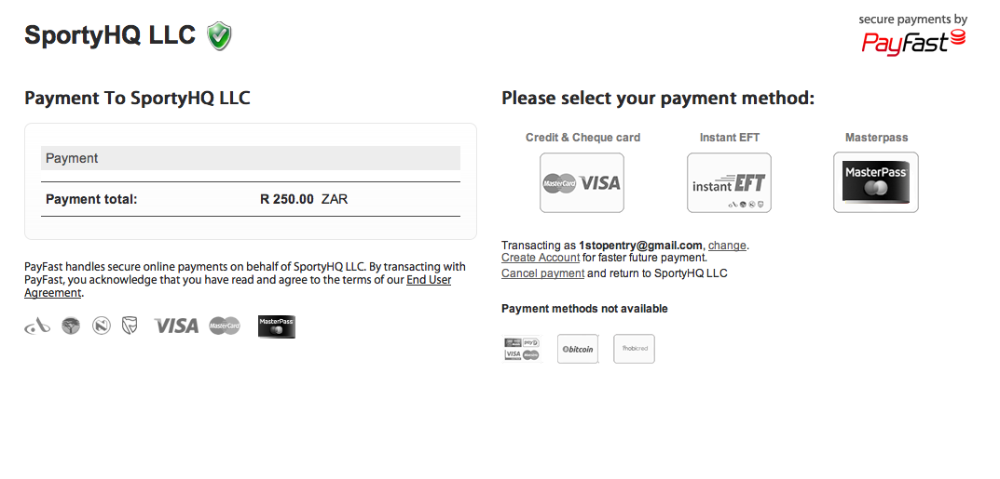 SportyHQ LLC
secure payments by
PayFast
Payment To SportyHQ LLC
Payment
Payment total: R 250.00 ZAR
PayFast handles secure online payments on behalf of SportyHQ LLC. By transacting with
PayFast, you acknowledge that you have read and agree to the terms of our End User
Agreement.
VISA MasterCard MasterPass
Please select your payment method:
Credit & Cheque card Instant EFT Masterpass
MasterCard VISA instant EFT MasterPass
Transacting as 1stopentry@gmail.com, change.
Create Account for faster future payment.
Cancel payment and return to SportyHQ LLC
Payment methods not available
VISA bitcoin mobicred